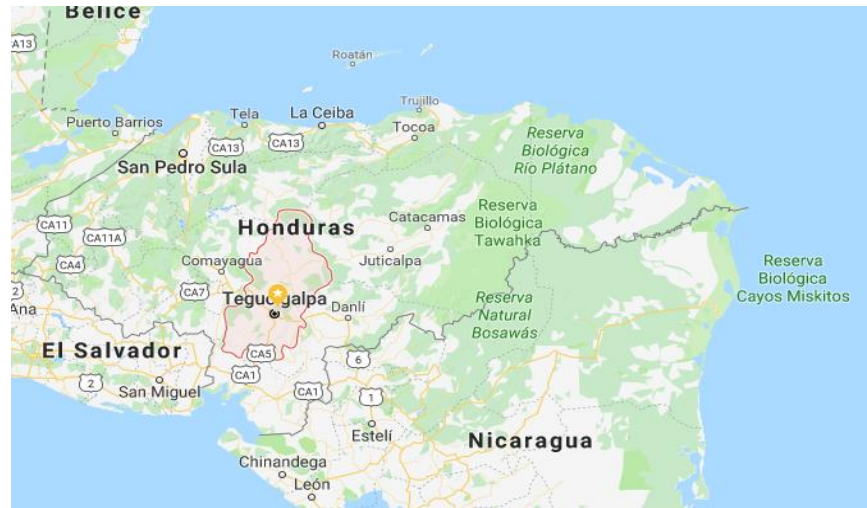 Belice
CA13
Roatán
Trujillo
Puerto Barrios
Tela
La Ceiba
Tocoa
CA13
CA13
San Pedro Sula
Reserva
Biológica
Río Plátano
CA11
CA11A
Honduras
Catacamas
Reserva
Biológica
Tawahka
CA4
Comayagua
Juticalpa
Reserva
Biológica
Cayos Miskitos
2
Ana
CA7
Danlí
Reserva
Natural
Bosawás
El Salvador
CA5
6
2
San Miguel
CA1
CA1
1
Estelí
Nicaragua
Chinandega
León